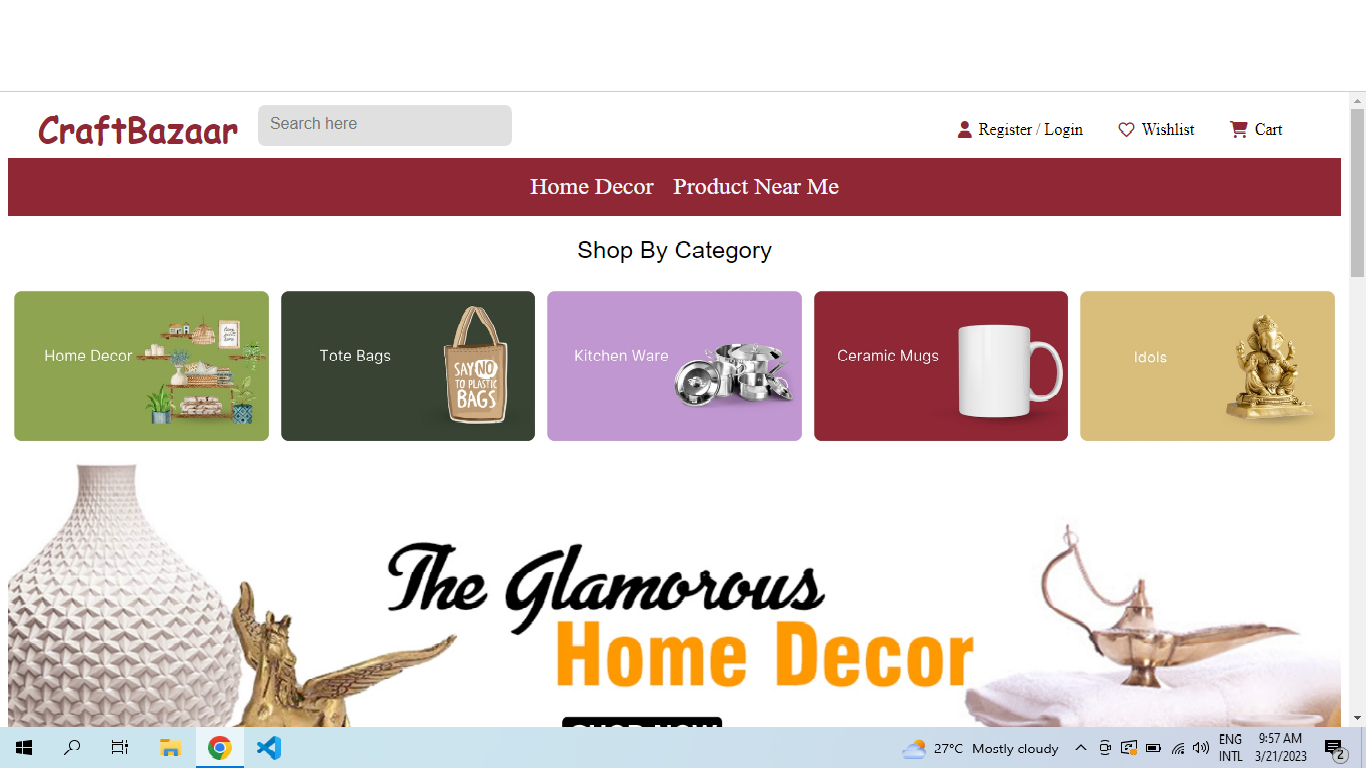 CraftBazaar
Search here
Register / Login
Wishlist
Cart
Home Decor
Product Near Me
Shop By Category
Home Decor
Tote Bags
SAY NO
TO PLASTIC
BAGS
Kitchen Ware
Ceramic Mugs
Idols
The Glamorous
Home Decor
SHOP NOW
27°C Mostly cloudy
ENG
INTL
9:57 AM
3/21/2023
2